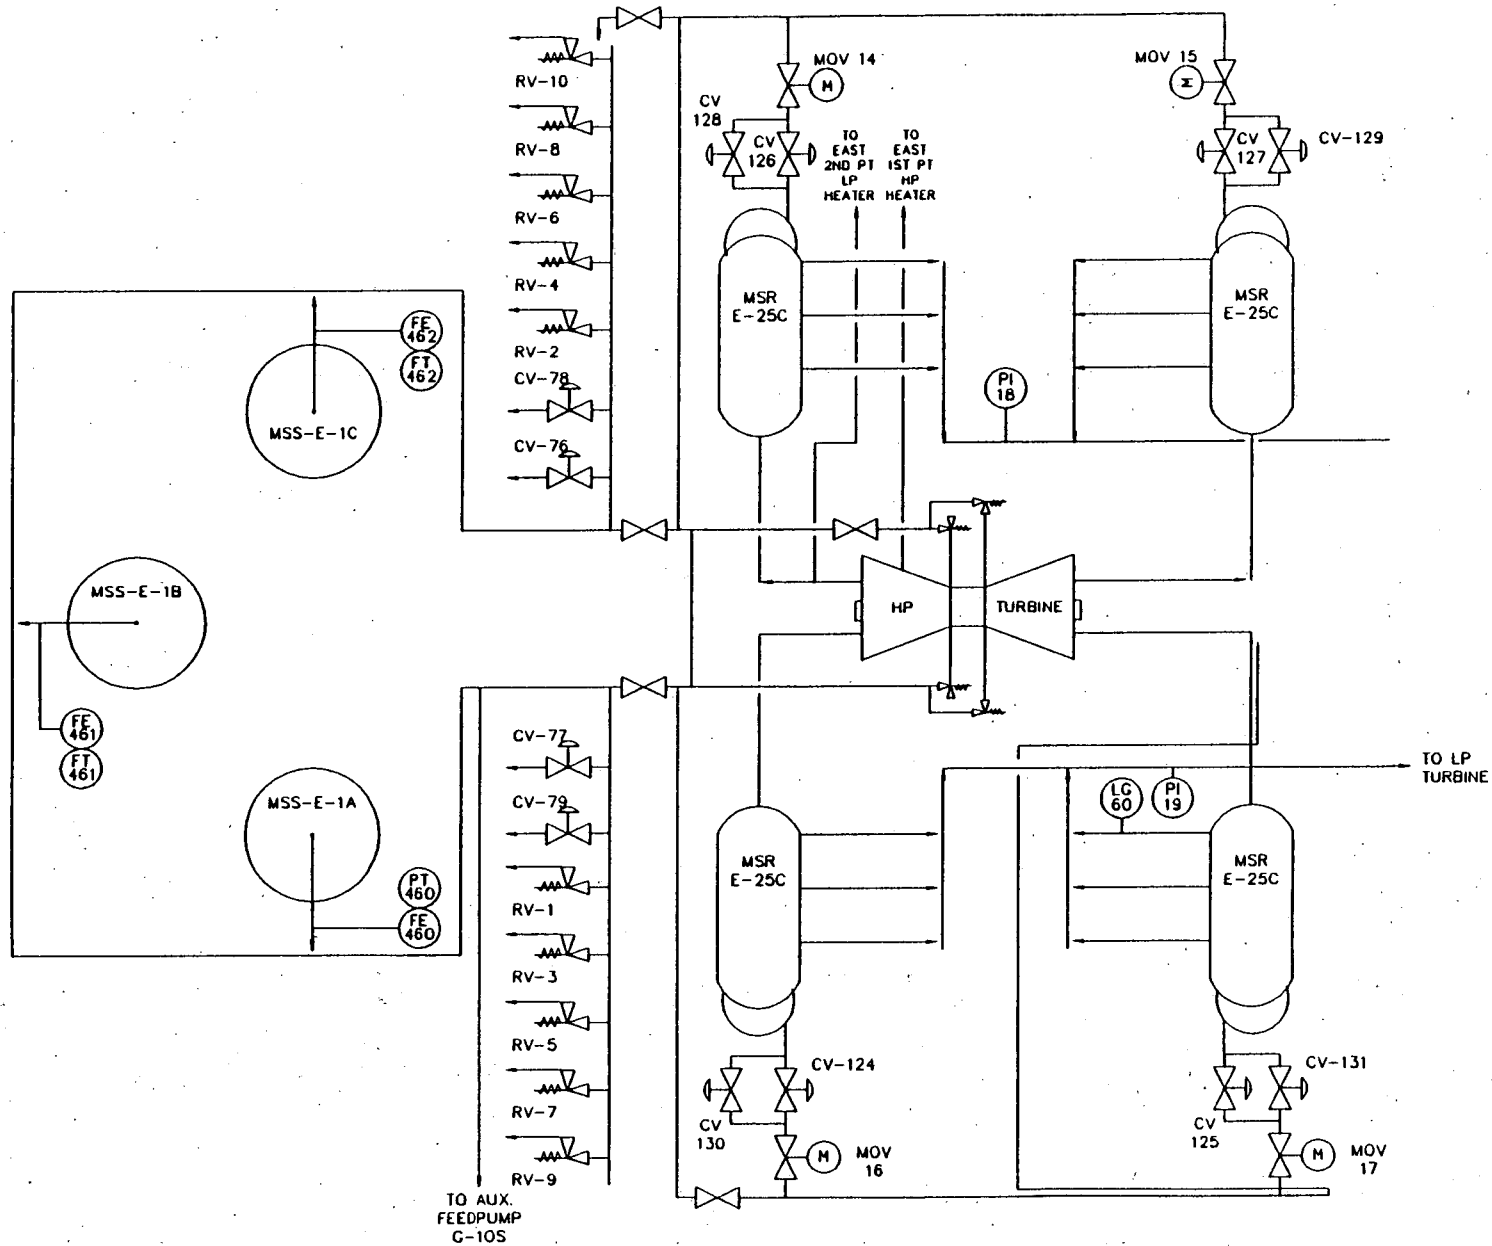 RV-10
RV-8
RV-6
RV-4
RV-2
CV-78
CV-76
MOV 14
M
CV
128
CV
126
TO
EAST
2ND PT
LP
HEATER
TO
EAST
1ST PT
HP
HEATER
MOV 15
M
CV
127
CV-129
MSR
E-25C
MSR
E-25C
PI
18
FE
462
FT
462
MSS-E-1C
MSS-E-1B
FE
461
FT
461
MSS-E-1A
PT
460
FE
460
HP
TURBINE
CV-77
CV-79
RV-1
RV-3
RV-5
RV-7
RV-9
TO AUX.
FEEDPUMP
G-10S
MSR
E-25C
LG
60
PI
19
TO LP
TURBINE
MSR
E-25C
CV-124
CV
130
M
MOV
16
CV-131
CV
125
M
MOV
17